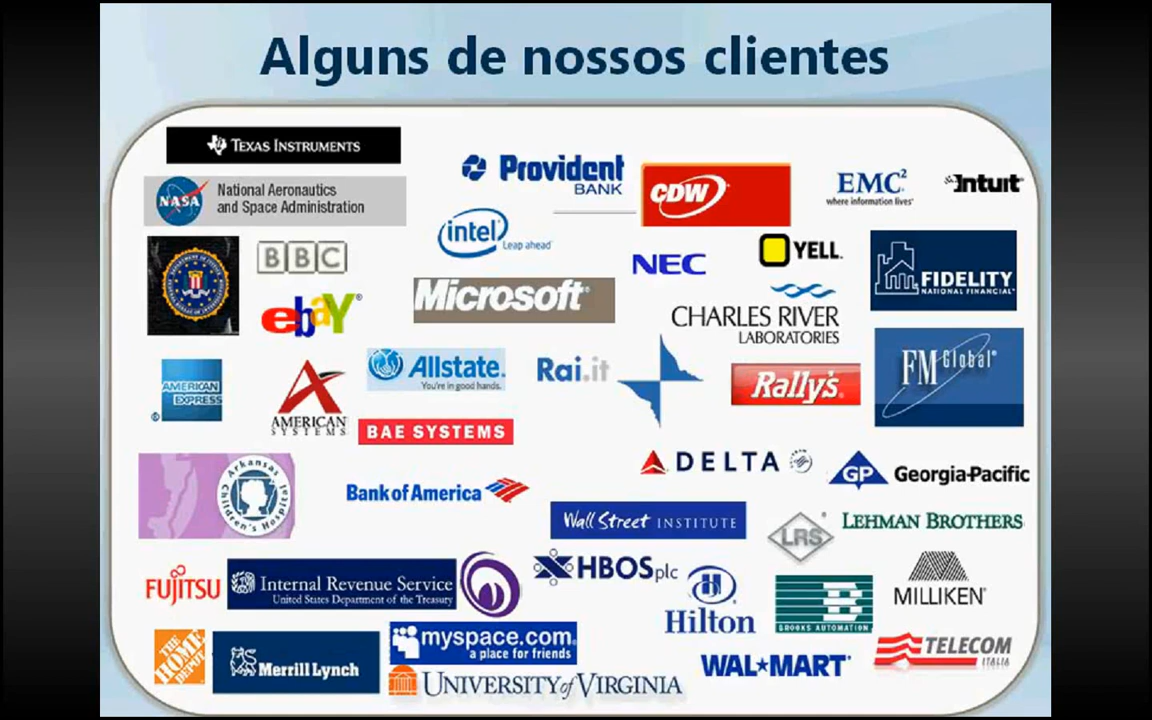 Alguns de nossos clientes
TEXAS INSTRUMENTS
NASA
National Aeronautics
and Space Administration
Provident
BANK
CDW
EMC²
where information lives®
Intuit
intel
Leap ahead™
BBC
ebaY®
Microsoft®
NEC
YELL.
FIDELITY
NATIONAL FINANCIAL
CHARLES RIVER
LABORATORIES
AMERICAN
EXPRESS
®
AMERICAN
SYSTEMS
Allstate.
You're in good hands.
Rai.it
Rally's.
FM Global®
BAE SYSTEMS
Arkansas
Children's Hospital
Bank of America
DELTA
GP
Georgia-Pacific
Wall Street INSTITUTE
LRS®
LEHMAN BROTHERS
FUJITSU
Internal Revenue Service
United States Department of the Treasury
HBOS plc
Hilton
B
BROOKS AUTOMATION
MILLIKEN®
THE
HOME
DEPOT
Merrill Lynch
myspace.com®
a place for friends
UNIVERSITY of VIRGINIA
WAL★MART®
TELECOM
ITALIA